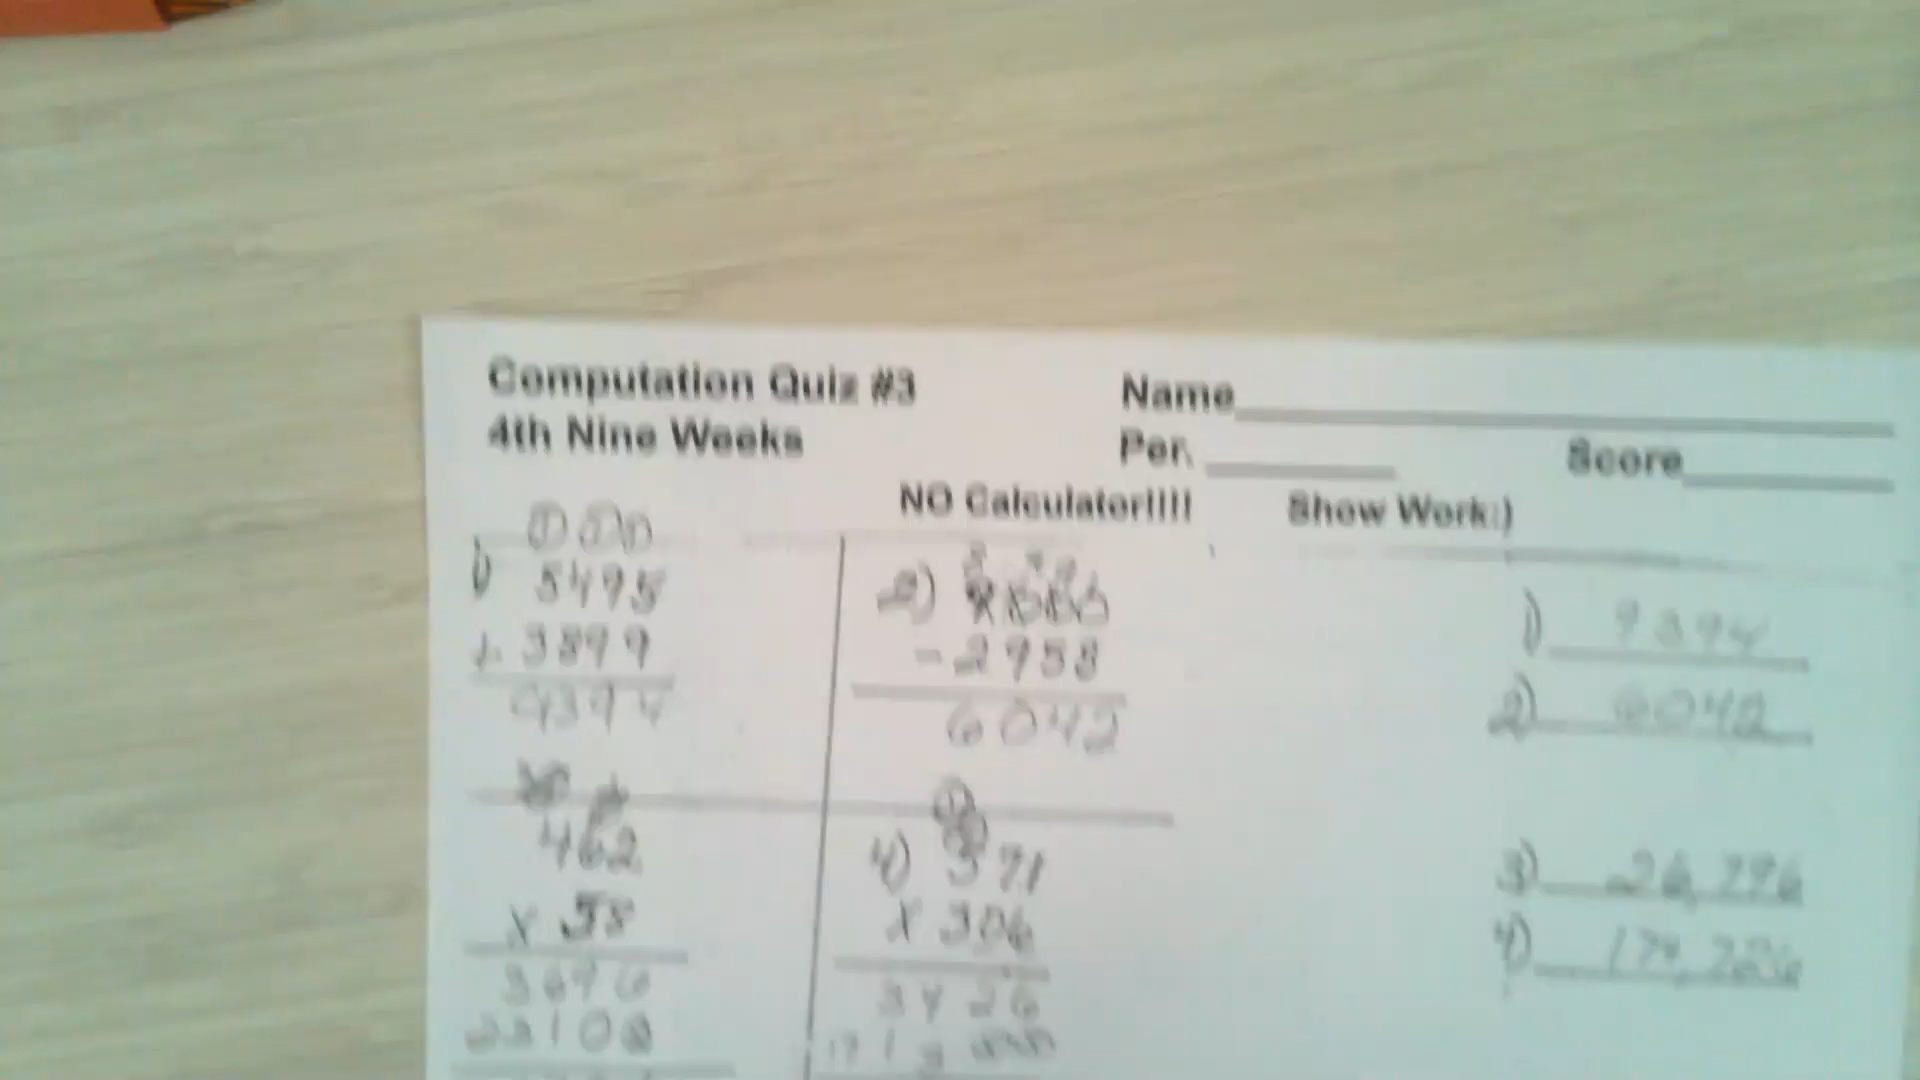 Computation Quiz #3
4th Nine Weeks
Name
Per.
Score
NO Calculator!!!! Show Work:)
1) 5495
+ 3899
9394
2)
- 2958
6042
462
x 58
3696
23100
4) 571
x 306
3426
1) 9394
2) 6042
3) 26,796
4) 174,726